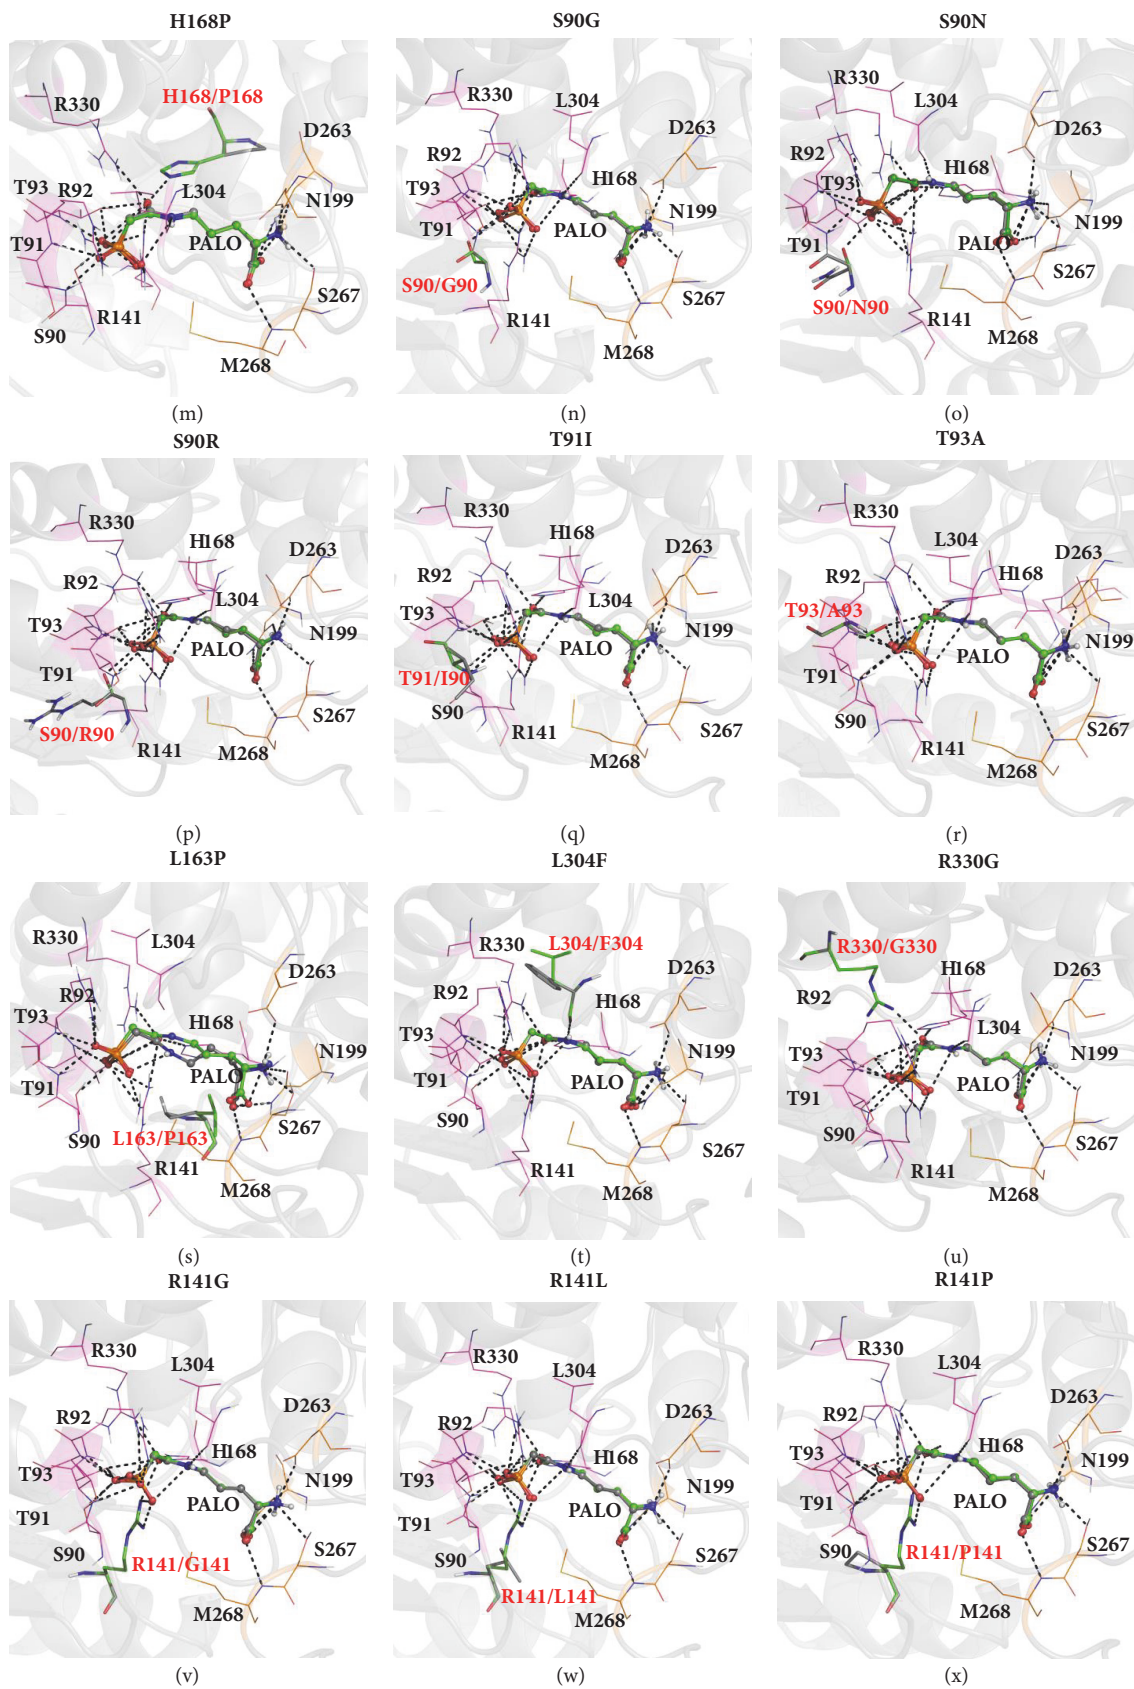 H168P
S90G
S90N
R330
H168/P168
D263
T93
R92
L304
N199
T91
PALO
S267
S90
R141
M268
R330
L304
D263
R92
T93
H168
N199
T91
PALO
S90/G90
S267
R141
M268
R330
L304
D263
R92
T93
H168
N199
T91
PALO
S267
S90/N90
R141
M268
(m)
(n)
(o)
S90R
T91I
T93A
R330
H168
D263
R92
L304
T93
N199
T91
PALO
S90/R90
S267
R141
M268
R330
H168
D263
R92
T93
L304
N199
T91/I90
PALO
S90
S267
R141
M268
R330
L304
D263
R92
H168
T93/A93
N199
T91
PALO
S90
S267
R141
M268
(p)
(q)
(r)
L163P
L304F
R330G
R330
L304
D263
R92
T93
H168
N199
T91
PALO
L163/P163
S267
S90
R141
M268
R330
L304/F304
D263
R92
H168
T93
N199
T91
PALO
S90
S267
R141
M268
R330/G330
H168
D263
R92
L304
T93
N199
T91
PALO
S90
S267
R141
M268
(s)
(t)
(u)
R141G
R141L
R141P
R330
L304
D263
R92
H168
T93
N199
T91
PALO
S90
R141/G141
S267
M268
R330
L304
D263
R92
H168
T93
N199
T91
PALO
S90
S267
R141/L141
M268
R330
L304
D263
R92
H168
T93
N199
T91
PALO
S90
R141/P141
S267
M268
(v)
(w)
(x)